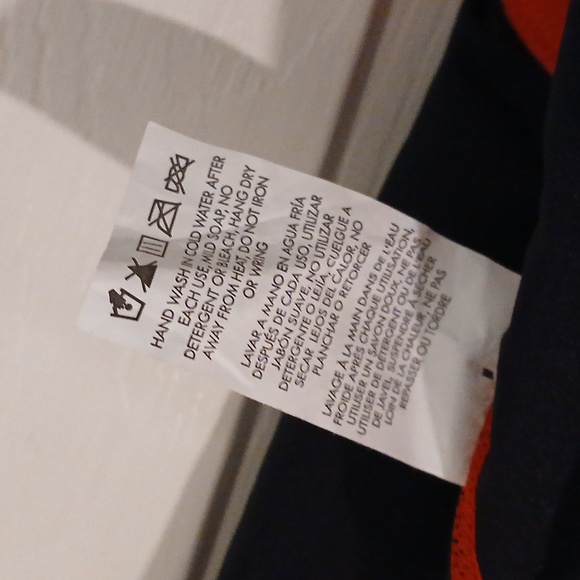 HAND WASH IN COLD WATER AFTER
EACH USE, MILD SOAP, NO
DETERGENT OR BLEACH, HANG DRY
AWAY FROM HEAT, DO NOT IRON
OR WRING
LAVAR A MANO EN AGUA FRÍA
DESPUÉS DE CADA USO, UTILIZAR
JABÓN SUAVE, NO UTILIZAR
DETERGENTE O LEJÍA, CUELGUE A
SECAR LEJOS DEL CALOR, NO
PLANCHAR O RETORCER
LAVAGE À LA MAIN DANS DE L'EAU
FROIDE APRÈS CHAQUE UTILISATION,
UTILISER UN SAVON DOUX, NE PAS
UTILISER DE DÉTERGENT OU D'EAU
DE JAVEL, SUSPENDRE À SÉCHER
LOIN DE LA CHALEUR, NE PAS
REPASSER OU TORDRE